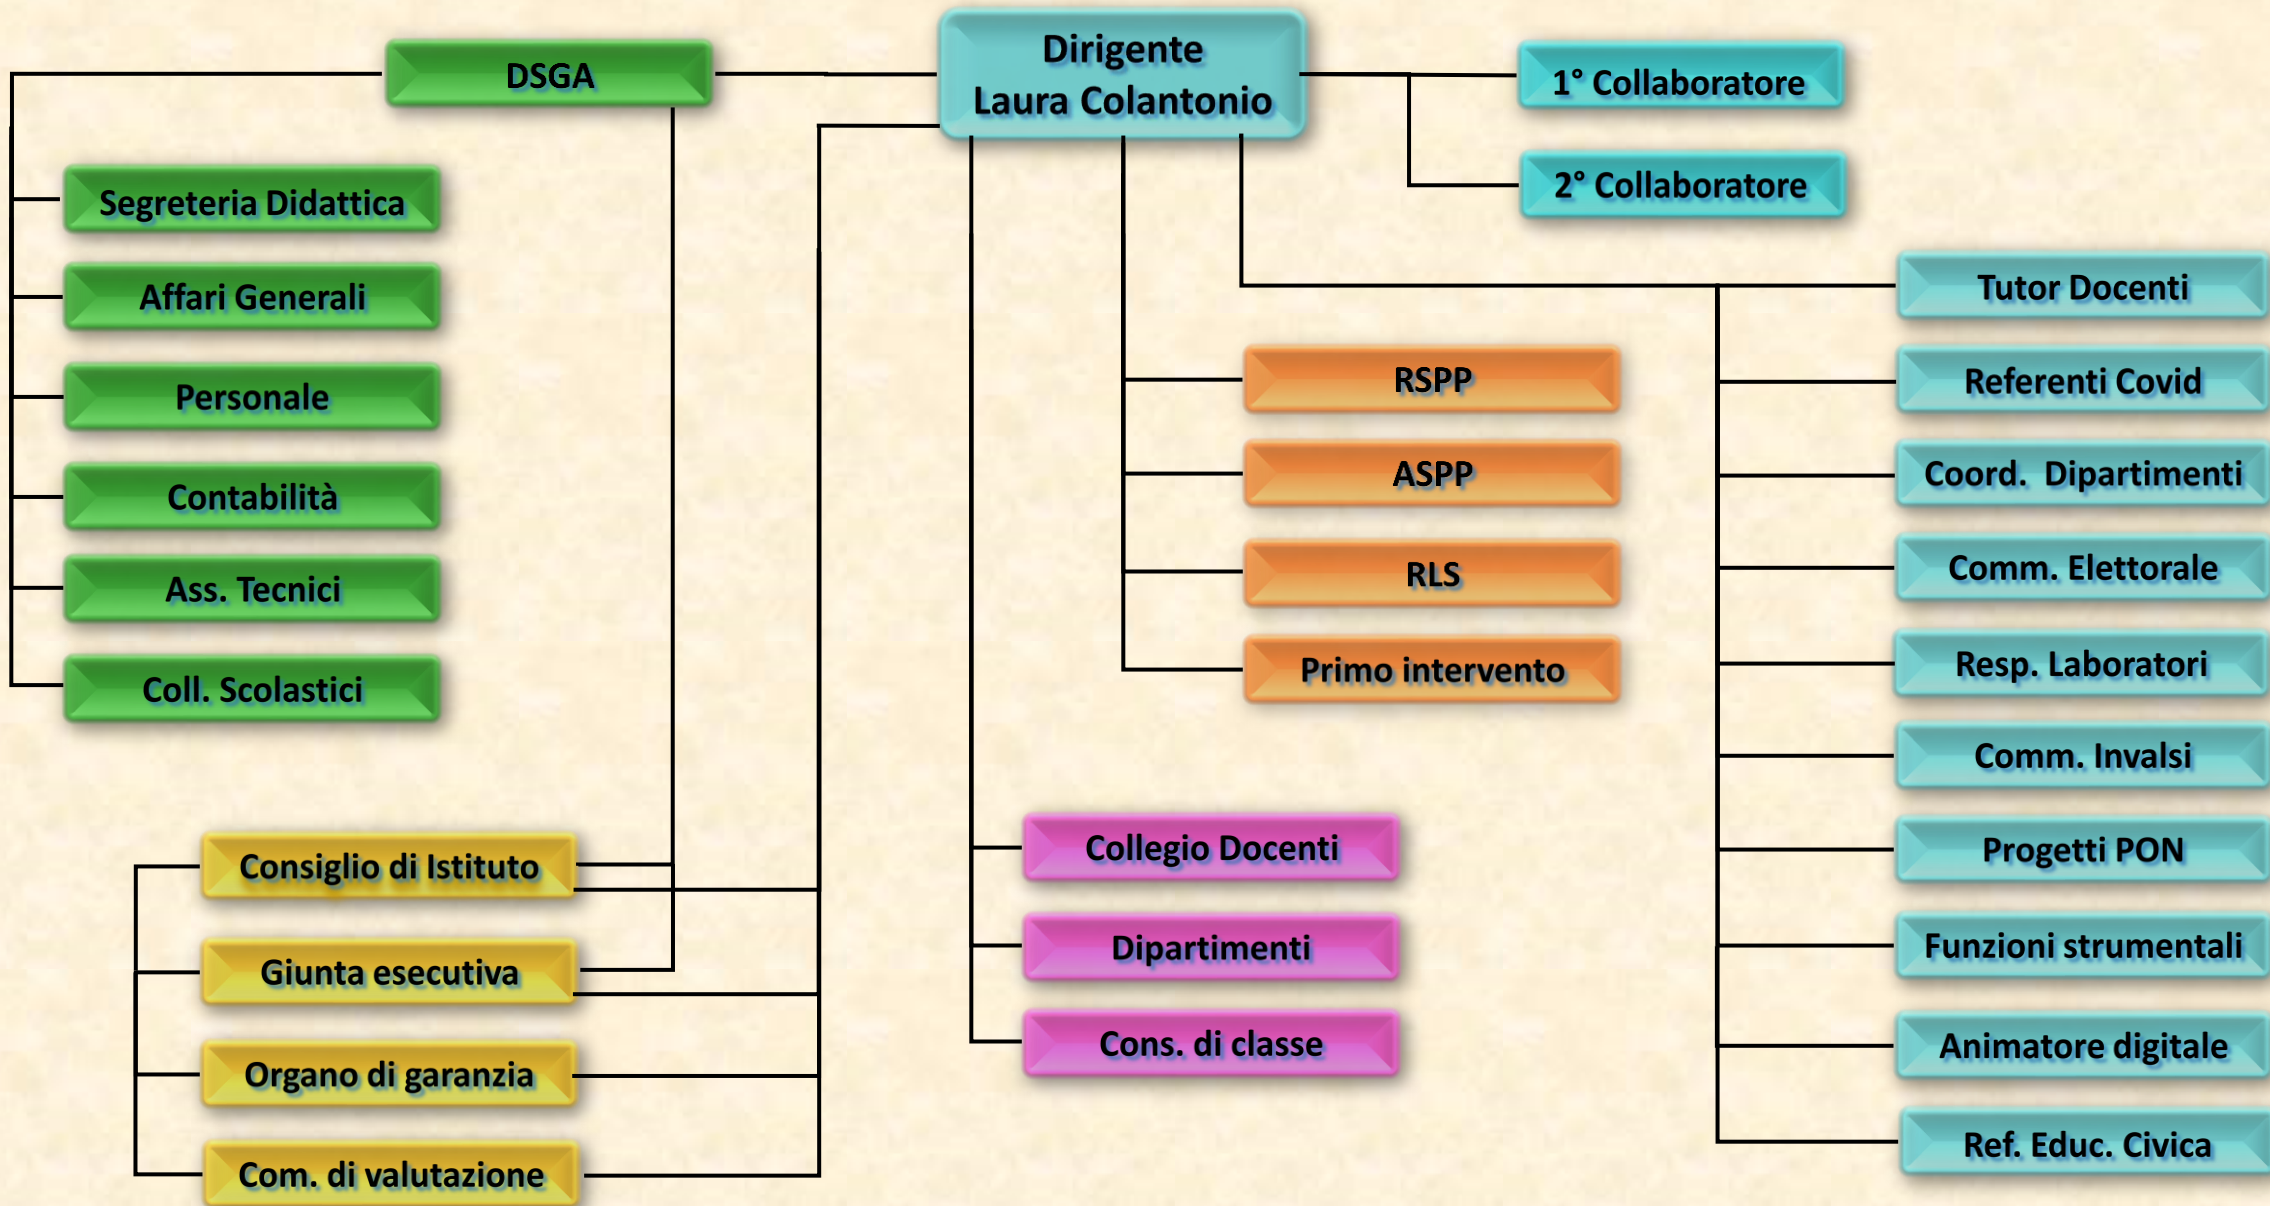 DSGA
Dirigente
Laura Colantonio
1° Collaboratore
2° Collaboratore
Segreteria Didattica
Affari Generali
Personale
Contabilità
Ass. Tecnici
Coll. Scolastici
Consiglio di Istituto
Giunta esecutiva
Organo di garanzia
Com. di valutazione
RSPP
ASPP
RLS
Primo intervento
Collegio Docenti
Dipartimenti
Cons. di classe
Tutor Docenti
Referenti Covid
Coord. Dipartimenti
Comm. Elettorale
Resp. Laboratori
Comm. Invalsi
Progetti PON
Funzioni strumentali
Animatore digitale
Ref. Educ. Civica